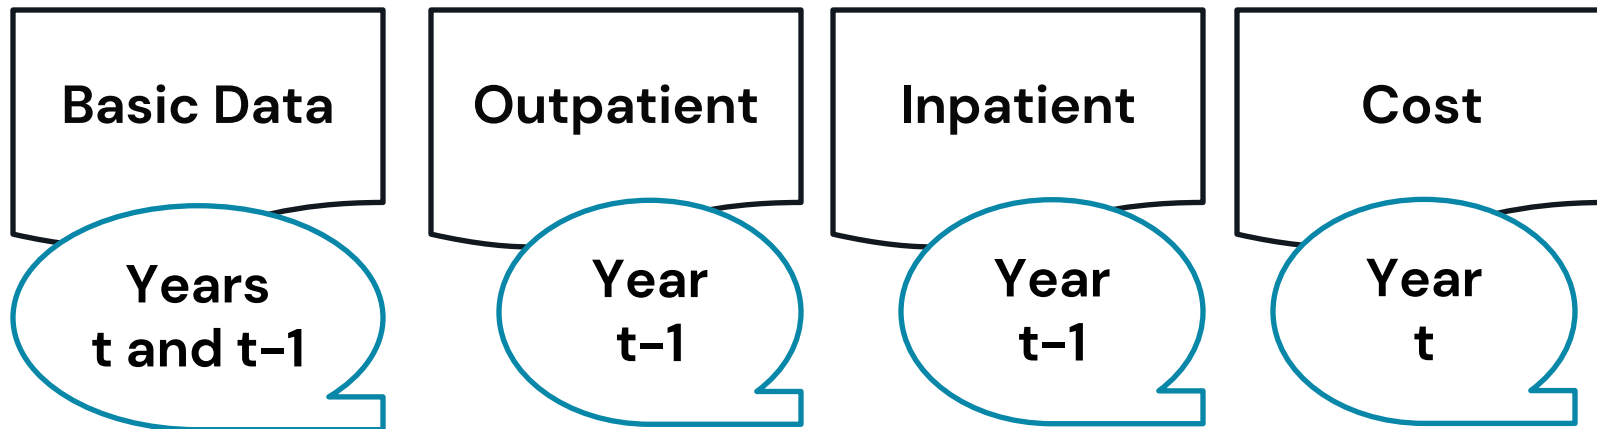 Basic Data
Outpatient
Inpatient
Cost
Years
t and t-1
Year
t-1
Year
t-1
Year
t